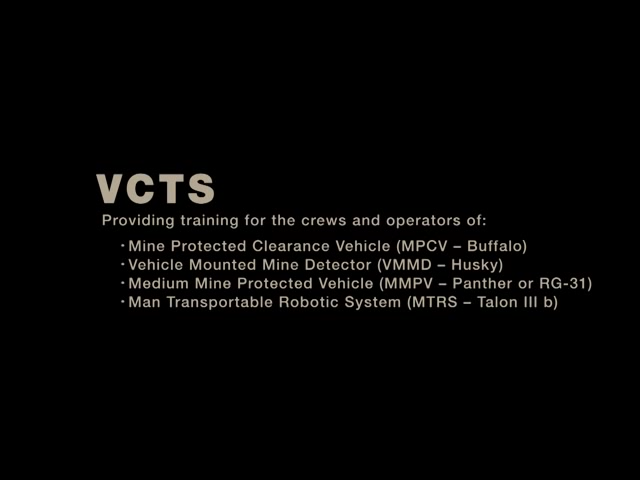 VCTS
Providing training for the crews and operators of:
· Mine Protected Clearance Vehicle (MPCV – Buffalo)
· Vehicle Mounted Mine Detector (VMMD – Husky)
· Medium Mine Protected Vehicle (MMPV – Panther or RG-31)
· Man Transportable Robotic System (MTRS – Talon III b)